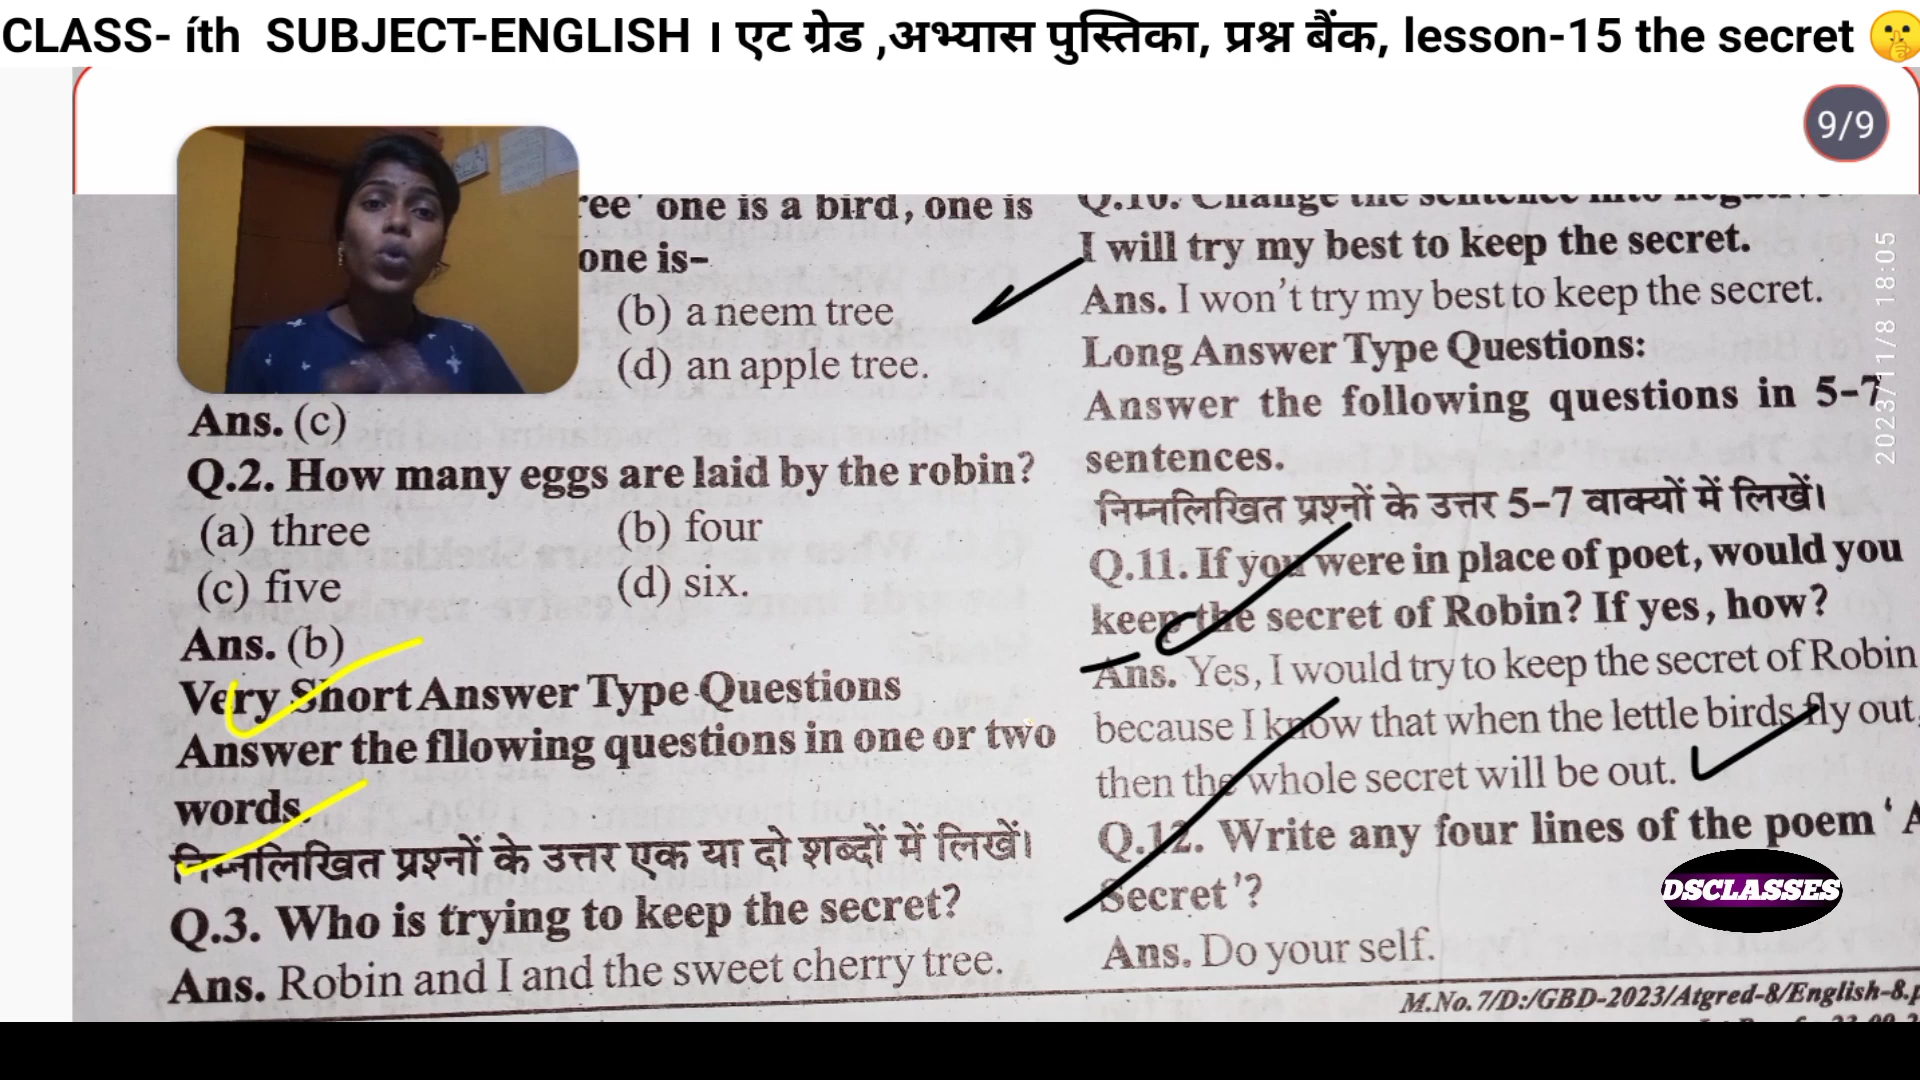 CLASS- íth SUBJECT-ENGLISH । एट ग्रेड ,अभ्यास पुस्तिका, प्रश्न बैंक, lesson-15 the secret 🤫
9/9
ree' one is a bird, one is
one is-
(b) a neem tree
(d) an apple tree.
Ans. (c)
Q.2. How many eggs are laid by the robin?
(a) three (b) four
(c) five (d) six.
Ans. (b)
Very Short Answer Type Questions
Answer the fllowing questions in one or two
words.
निम्नलिखित प्रश्नों के उत्तर एक या दो शब्दों में लिखें।
Q.3. Who is trying to keep the secret?
Ans. Robin and I and the sweet cherry tree.
Q.10. Change the sentence into negative
I will try my best to keep the secret.
Ans. I won't try my best to keep the secret.
Long Answer Type Questions:
Answer the following questions in 5-7
sentences.
निम्नलिखित प्रश्नों के उत्तर 5-7 वाक्यों में लिखें।
Q.11. If you were in place of poet, would you
keep the secret of Robin? If yes, how?
Ans. Yes, I would try to keep the secret of Robin
because I know that when the lettle birds fly out,
then the whole secret will be out.
Q.12. Write any four lines of the poem ' A
Secret'?
Ans. Do your self.
M.No. 7/D:/GBD-2023/Atgred-8/English-8.p
2023/11/8 18:05
DSCLASSES